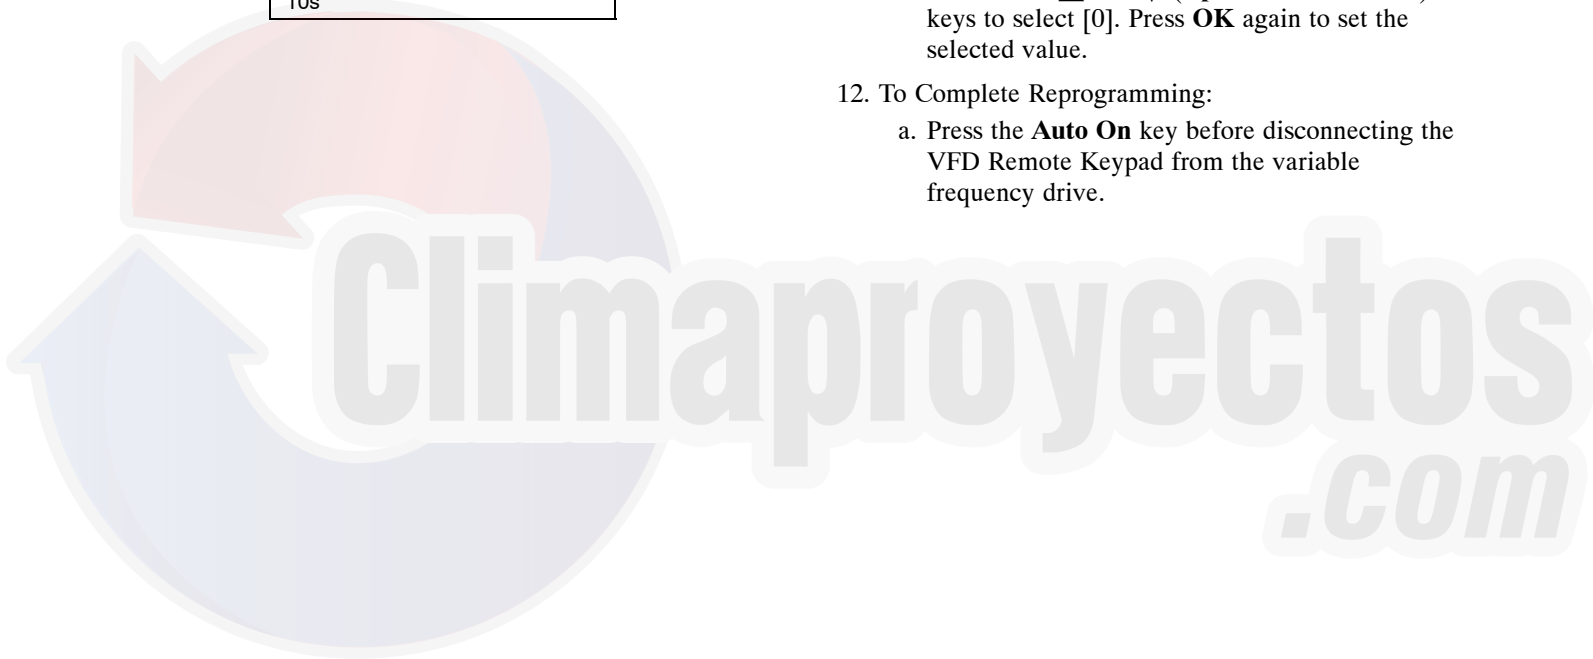 10s
keys to select [0]. Press OK again to set the
selected value.
12. To Complete Reprogramming:
a. Press the Auto On key before disconnecting the
VFD Remote Keypad from the variable
frequency drive.
Climaproyectos
.com